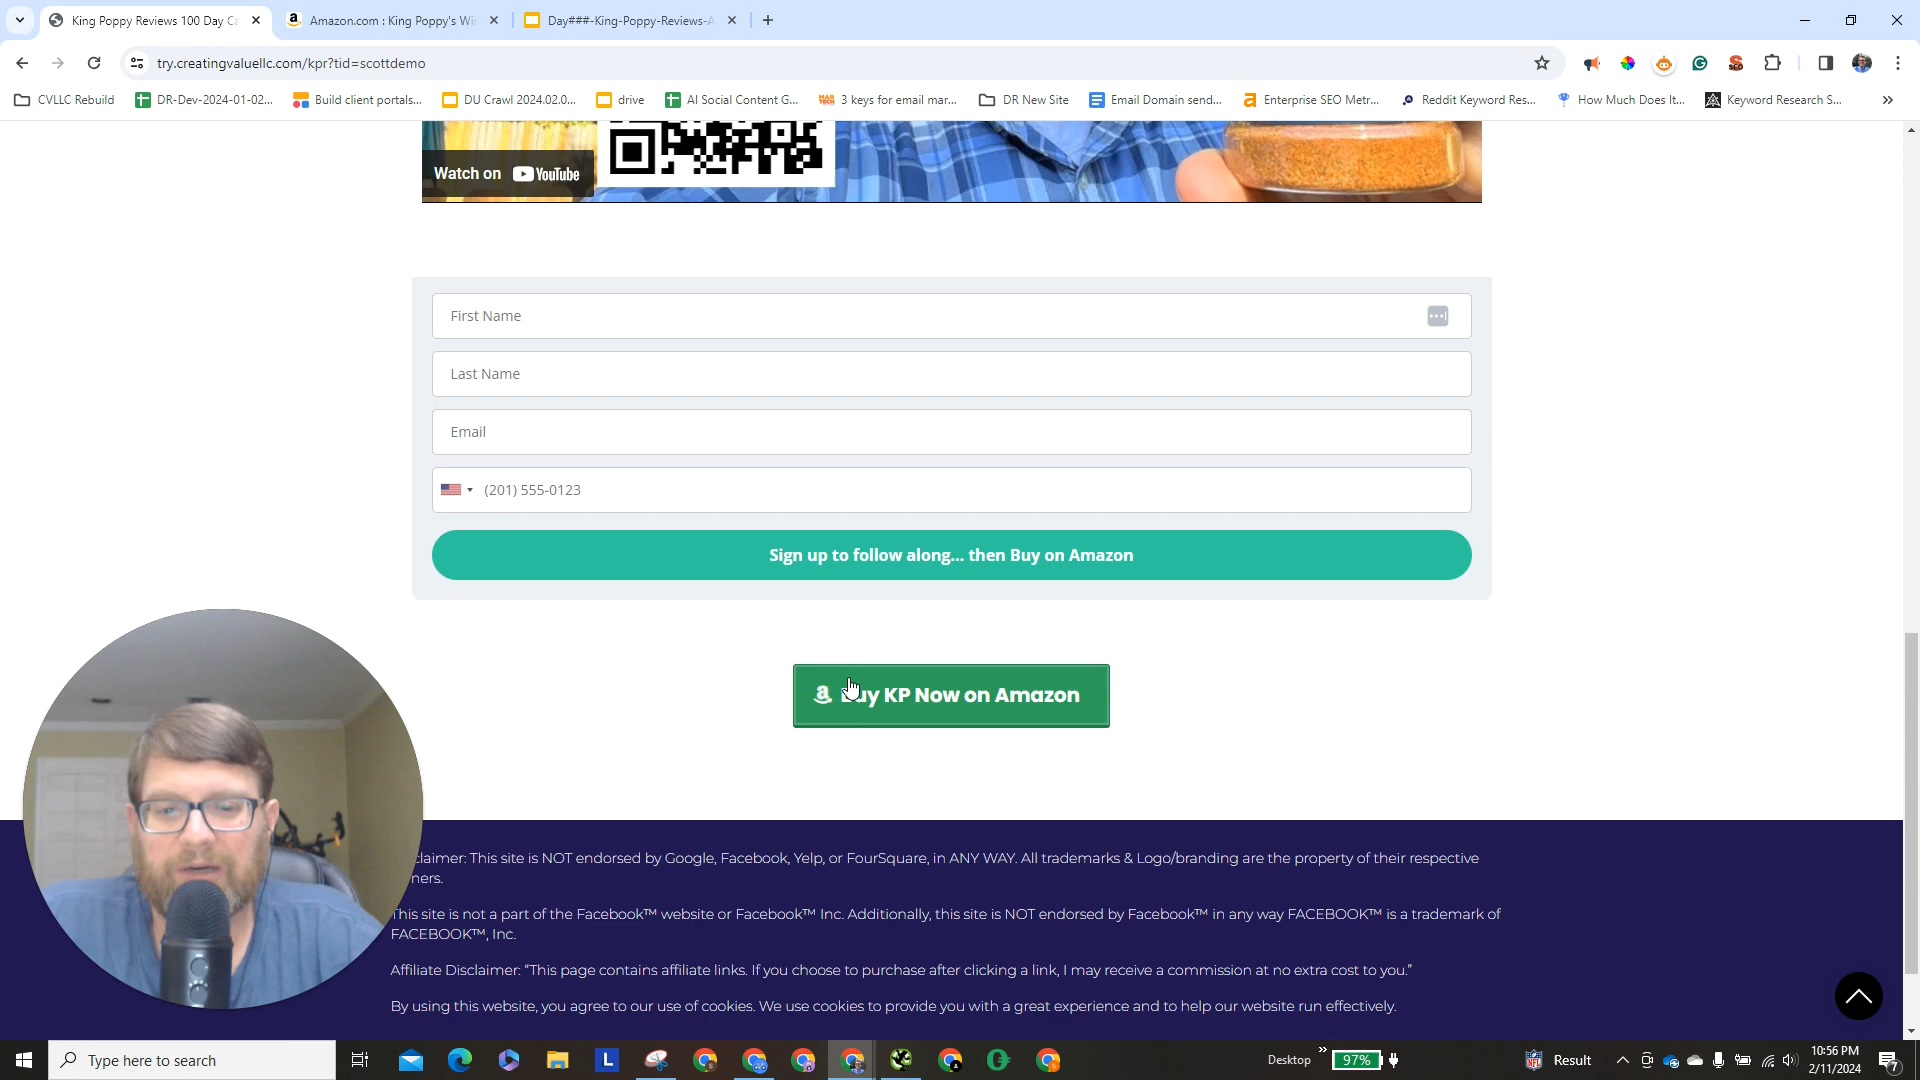 King Poppy Reviews 100 Day Ca
Amazon.com : King Poppy's Wi
Day###-King-Poppy-Reviews-A
try.creatingvaluellc.com/kpr?tid=scottdemo
CVLLC Rebuild
DR-Dev-2024-01-02...
Build client portals...
DU Crawl 2024.02.0...
drive
AI Social Content G...
3 keys for email mar...
DR New Site
Email Domain send...
Enterprise SEO Metr...
Reddit Keyword Res...
How Much Does It...
Keyword Research S...
Watch on YouTube
First Name
Last Name
Email
(201) 555-0123
Sign up to follow along... then Buy on Amazon
Buy KP Now on Amazon
claimer: This site is NOT endorsed by Google, Facebook, Yelp, or FourSquare, in ANY WAY. All trademarks & Logo/branding are the property of their respective
ners.
This site is not a part of the Facebook™ website or Facebook™ Inc. Additionally, this site is NOT endorsed by Facebook™ in any way FACEBOOK™ is a trademark of
FACEBOOK™, Inc.
Affiliate Disclaimer: “This page contains affiliate links. If you choose to purchase after clicking a link, I may receive a commission at no extra cost to you.”
By using this website, you agree to our use of cookies. We use cookies to provide you with a great experience and to help our website run effectively.
Type here to search
Desktop
97%
Result
10:56 PM
2/11/2024
7